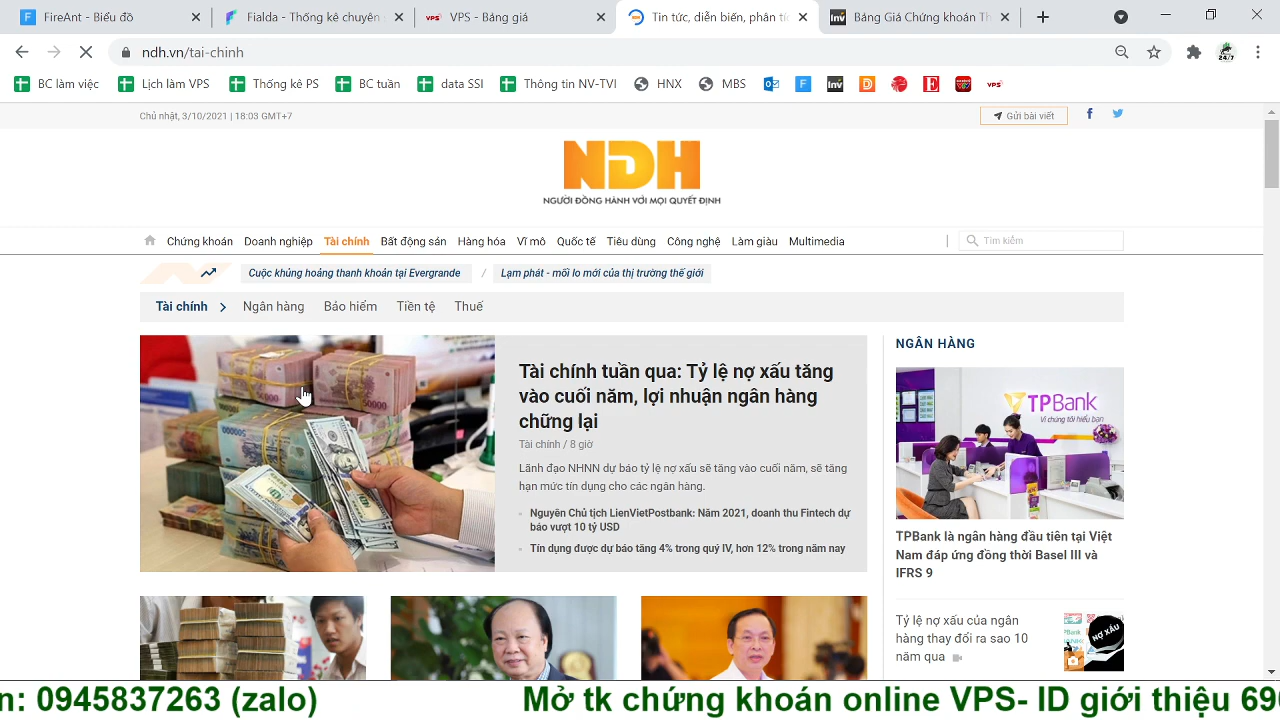 FireAnt - Biểu đồ
Fialda - Thống kê chuyên
VPS - Bảng giá
Tin tức, diễn biến, phân tí
Bảng Giá Chứng khoán Th
ndh.vn/tai-chinh
BC làm việc
Lịch làm VPS
Thống kê PS
BC tuần
data SSI
Thông tin NV-TVI
HNX
MBS
Chủ nhật, 3/10/2021 | 18:03 GMT+7
Gửi bài viết
NDH
NGƯỜI ĐỒNG HÀNH VỚI MỌI QUYẾT ĐỊNH
Chứng khoán Doanh nghiệp Tài chính Bất động sản Hàng hóa Vĩ mô Quốc tế Tiêu dùng Công nghệ Làm giàu Multimedia
Tìm kiếm
Cuộc khủng hoảng thanh khoản tại Evergrande / Lạm phát - mối lo mới của thị trường thế giới
Tài chính Ngân hàng Bảo hiểm Tiền tệ Thuế
Tài chính tuần qua: Tỷ lệ nợ xấu tăng
vào cuối năm, lợi nhuận ngân hàng
chững lại
Tài chính / 8 giờ
Lãnh đạo NHNN dự báo tỷ lệ nợ xấu sẽ tăng vào cuối năm, sẽ tăng
hạn mức tín dụng cho các ngân hàng.
Nguyên Chủ tịch LienVietPostbank: Năm 2021, doanh thu Fintech dự
báo vượt 10 tỷ USD
Tín dụng được dự báo tăng 4% trong quý IV, hơn 12% trong năm nay
NGÂN HÀNG
TPBank
Vì chúng tôi hiểu bạn
TPBank là ngân hàng đầu tiên tại Việt
Nam đáp ứng đồng thời Basel III và
IFRS 9
Tỷ lệ nợ xấu của ngân
hàng thay đổi ra sao 10
năm qua
NỢ XẤU
n: 0945837263 (zalo)
Mở tk chứng khoán online VPS- ID giới thiệu 690